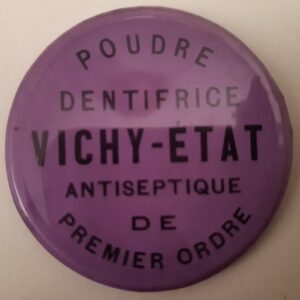 POUDRE
DENTIFRICE
VICHY-ÉTAT
ANTISEPTIQUE
DE
PREMIER ORDRE